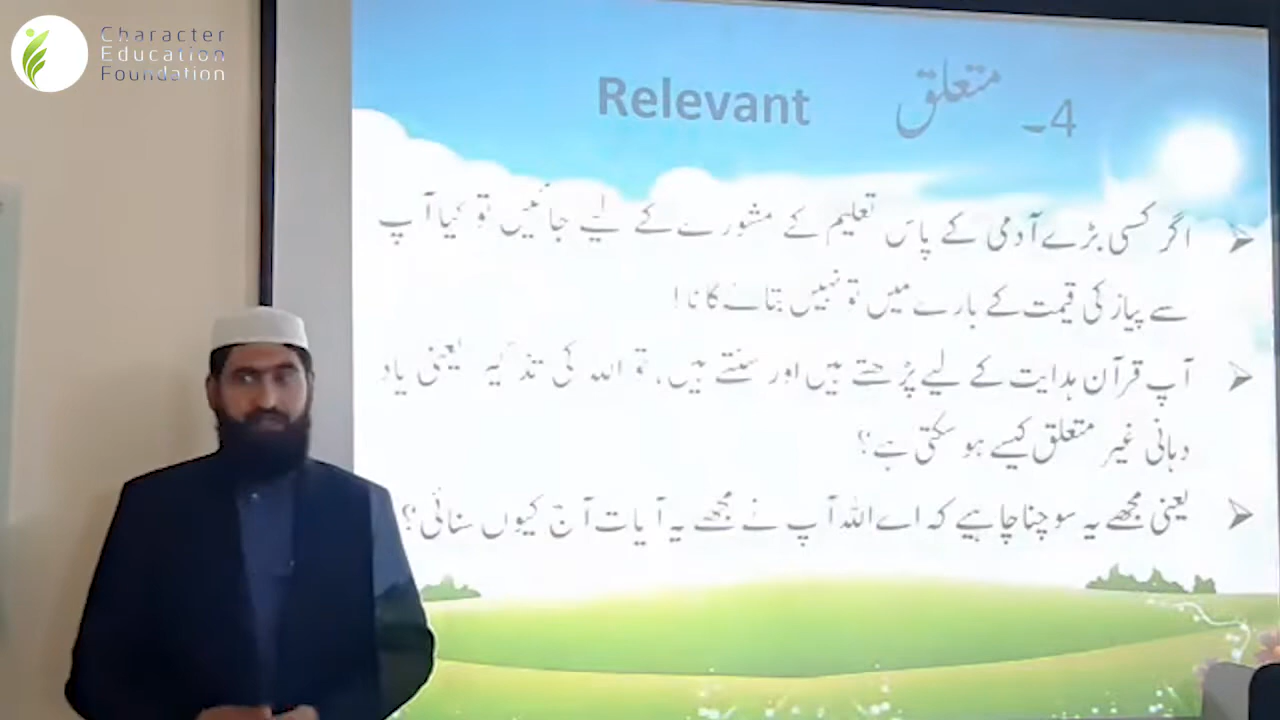 Character
Education
Foundation
4۔ متعلق Relevant
اگر کسی بڑے آدمی کے پاس تعلیم کے مشورے کے لیے جائیں تو کیا آپ
سے پیاز کی قیمت کے بارے میں تو نہیں بتائے گا نا!
آپ قرآن ہدایت کے لیے پڑھتے ہیں اور سنتے ہیں، تو اللہ کی تذکیر یعنی یاد
دہانی غیر متعلق کیسے ہو سکتی ہے؟
یعنی مجھے یہ سوچنا چاہیے کہ اے اللہ آپ نے مجھے یہ آیات آج کیوں سنائی؟